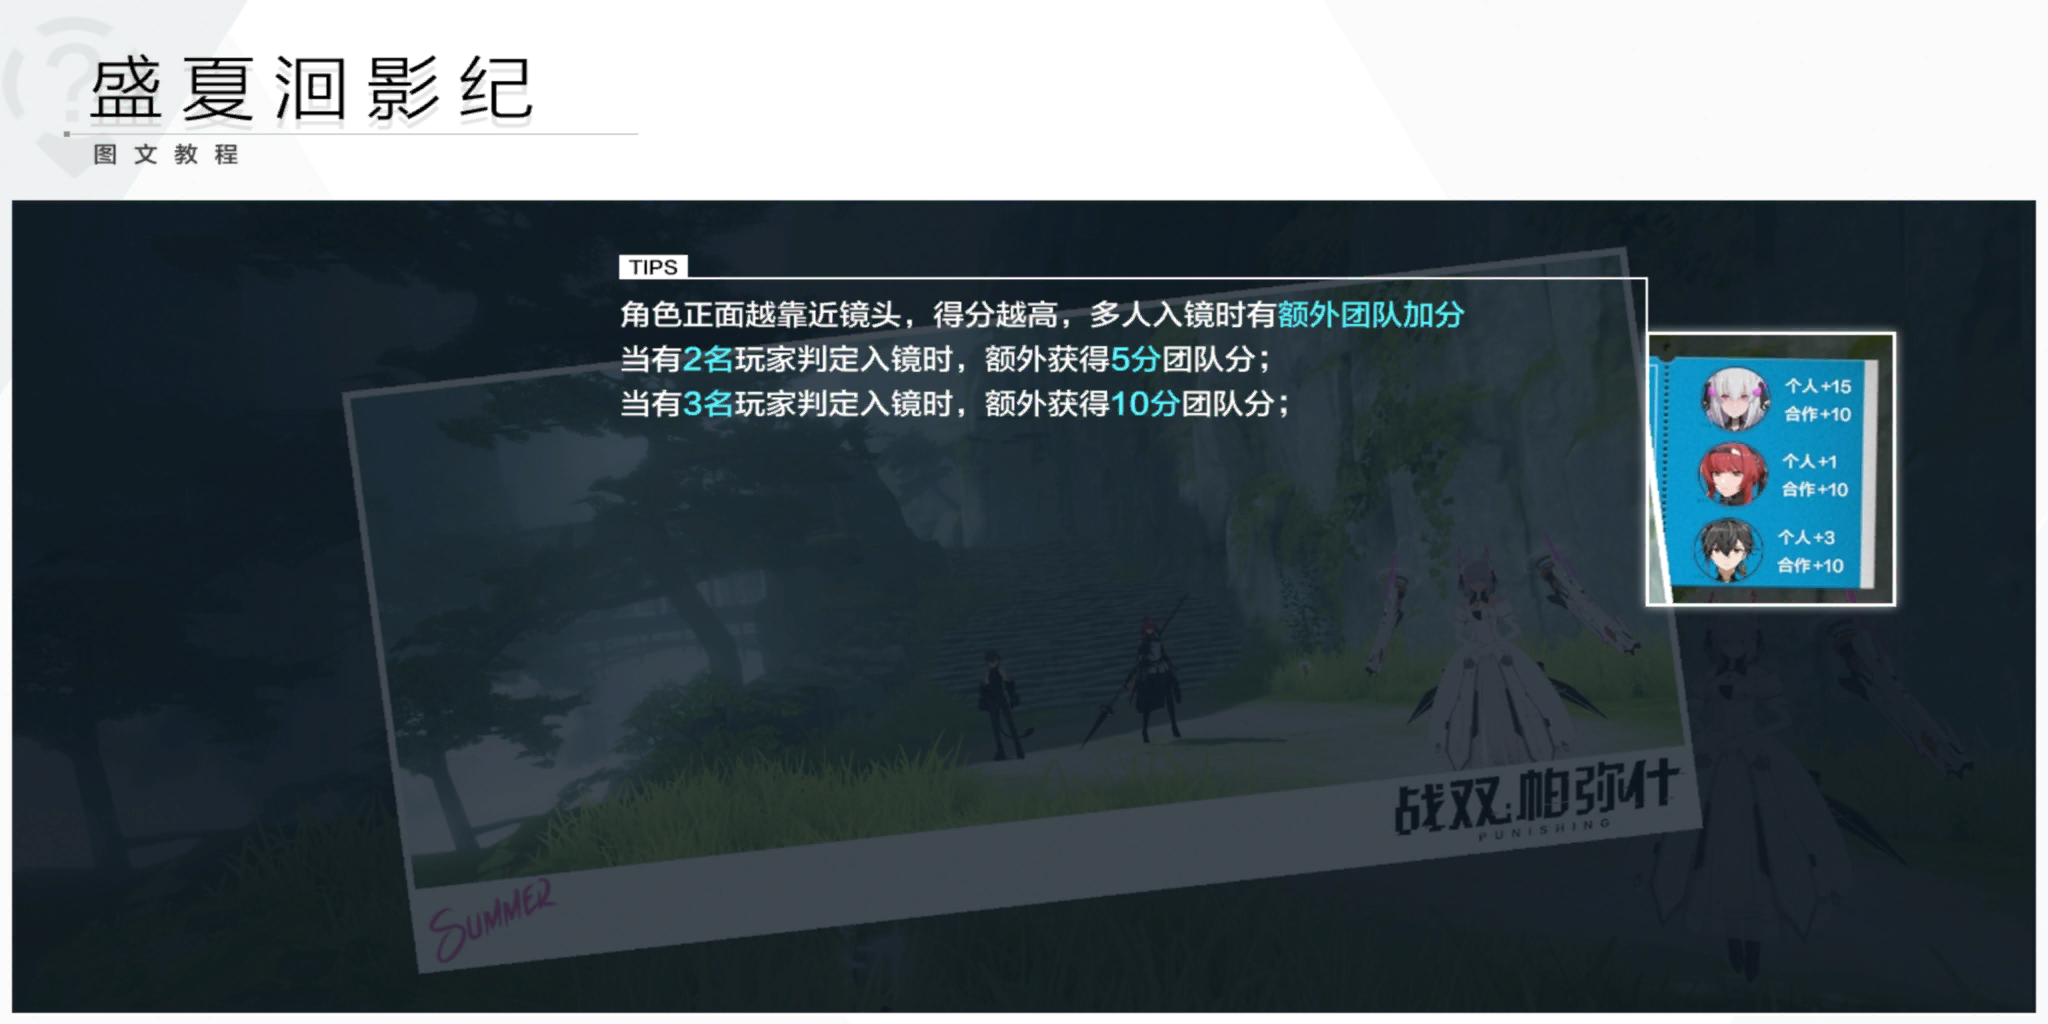 盛夏洄影纪
图文教程
TIPS
角色正面越靠近镜头，得分越高，多人入镜时有额外团队加分
当有2名玩家判定入镜时，额外获得5分团队分；
当有3名玩家判定入镜时，额外获得10分团队分；
个人+15
合作+10
个人+1
合作+10
个人+3
合作+10
战双:帕弥什
PUNISHING
SUMMER